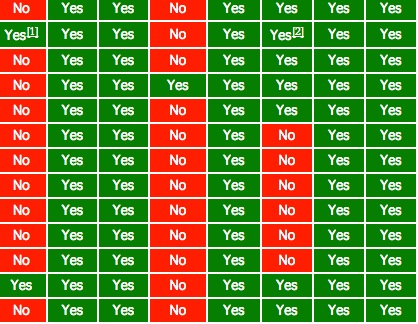 No Yes Yes No Yes Yes Yes Yes
Yes[1] Yes Yes No Yes Yes[2] Yes Yes
No Yes Yes No Yes Yes Yes Yes
No Yes Yes Yes Yes Yes Yes Yes
No Yes Yes No Yes Yes Yes Yes
No Yes Yes No Yes No Yes Yes
No Yes Yes No Yes No Yes Yes
No Yes Yes No Yes No Yes Yes
No Yes Yes No Yes No Yes Yes
No Yes Yes No Yes No Yes Yes
No Yes Yes No Yes No Yes Yes
Yes Yes Yes No Yes Yes Yes Yes
No Yes Yes No Yes Yes Yes Yes